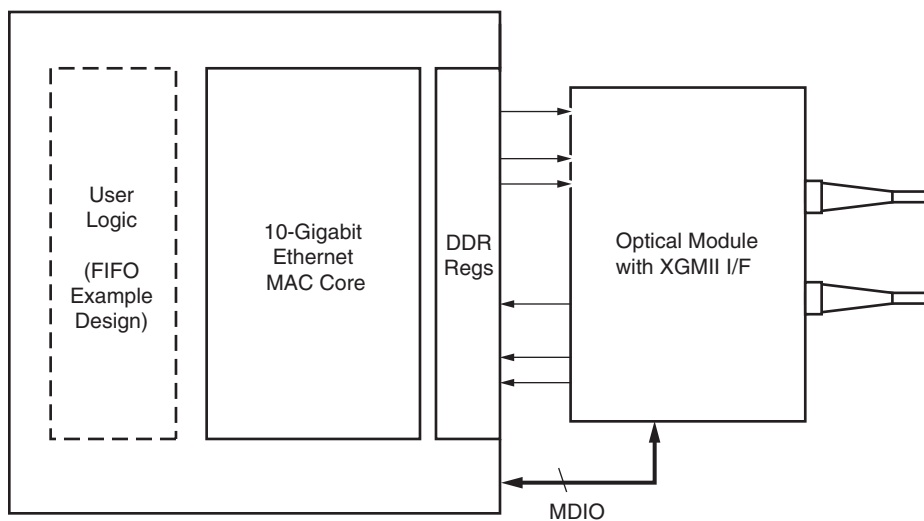 User
Logic
(FIFO
Example
Design)
10-Gigabit
Ethernet
MAC Core
DDR
Regs
Optical Module
with XGMII I/F
MDIO